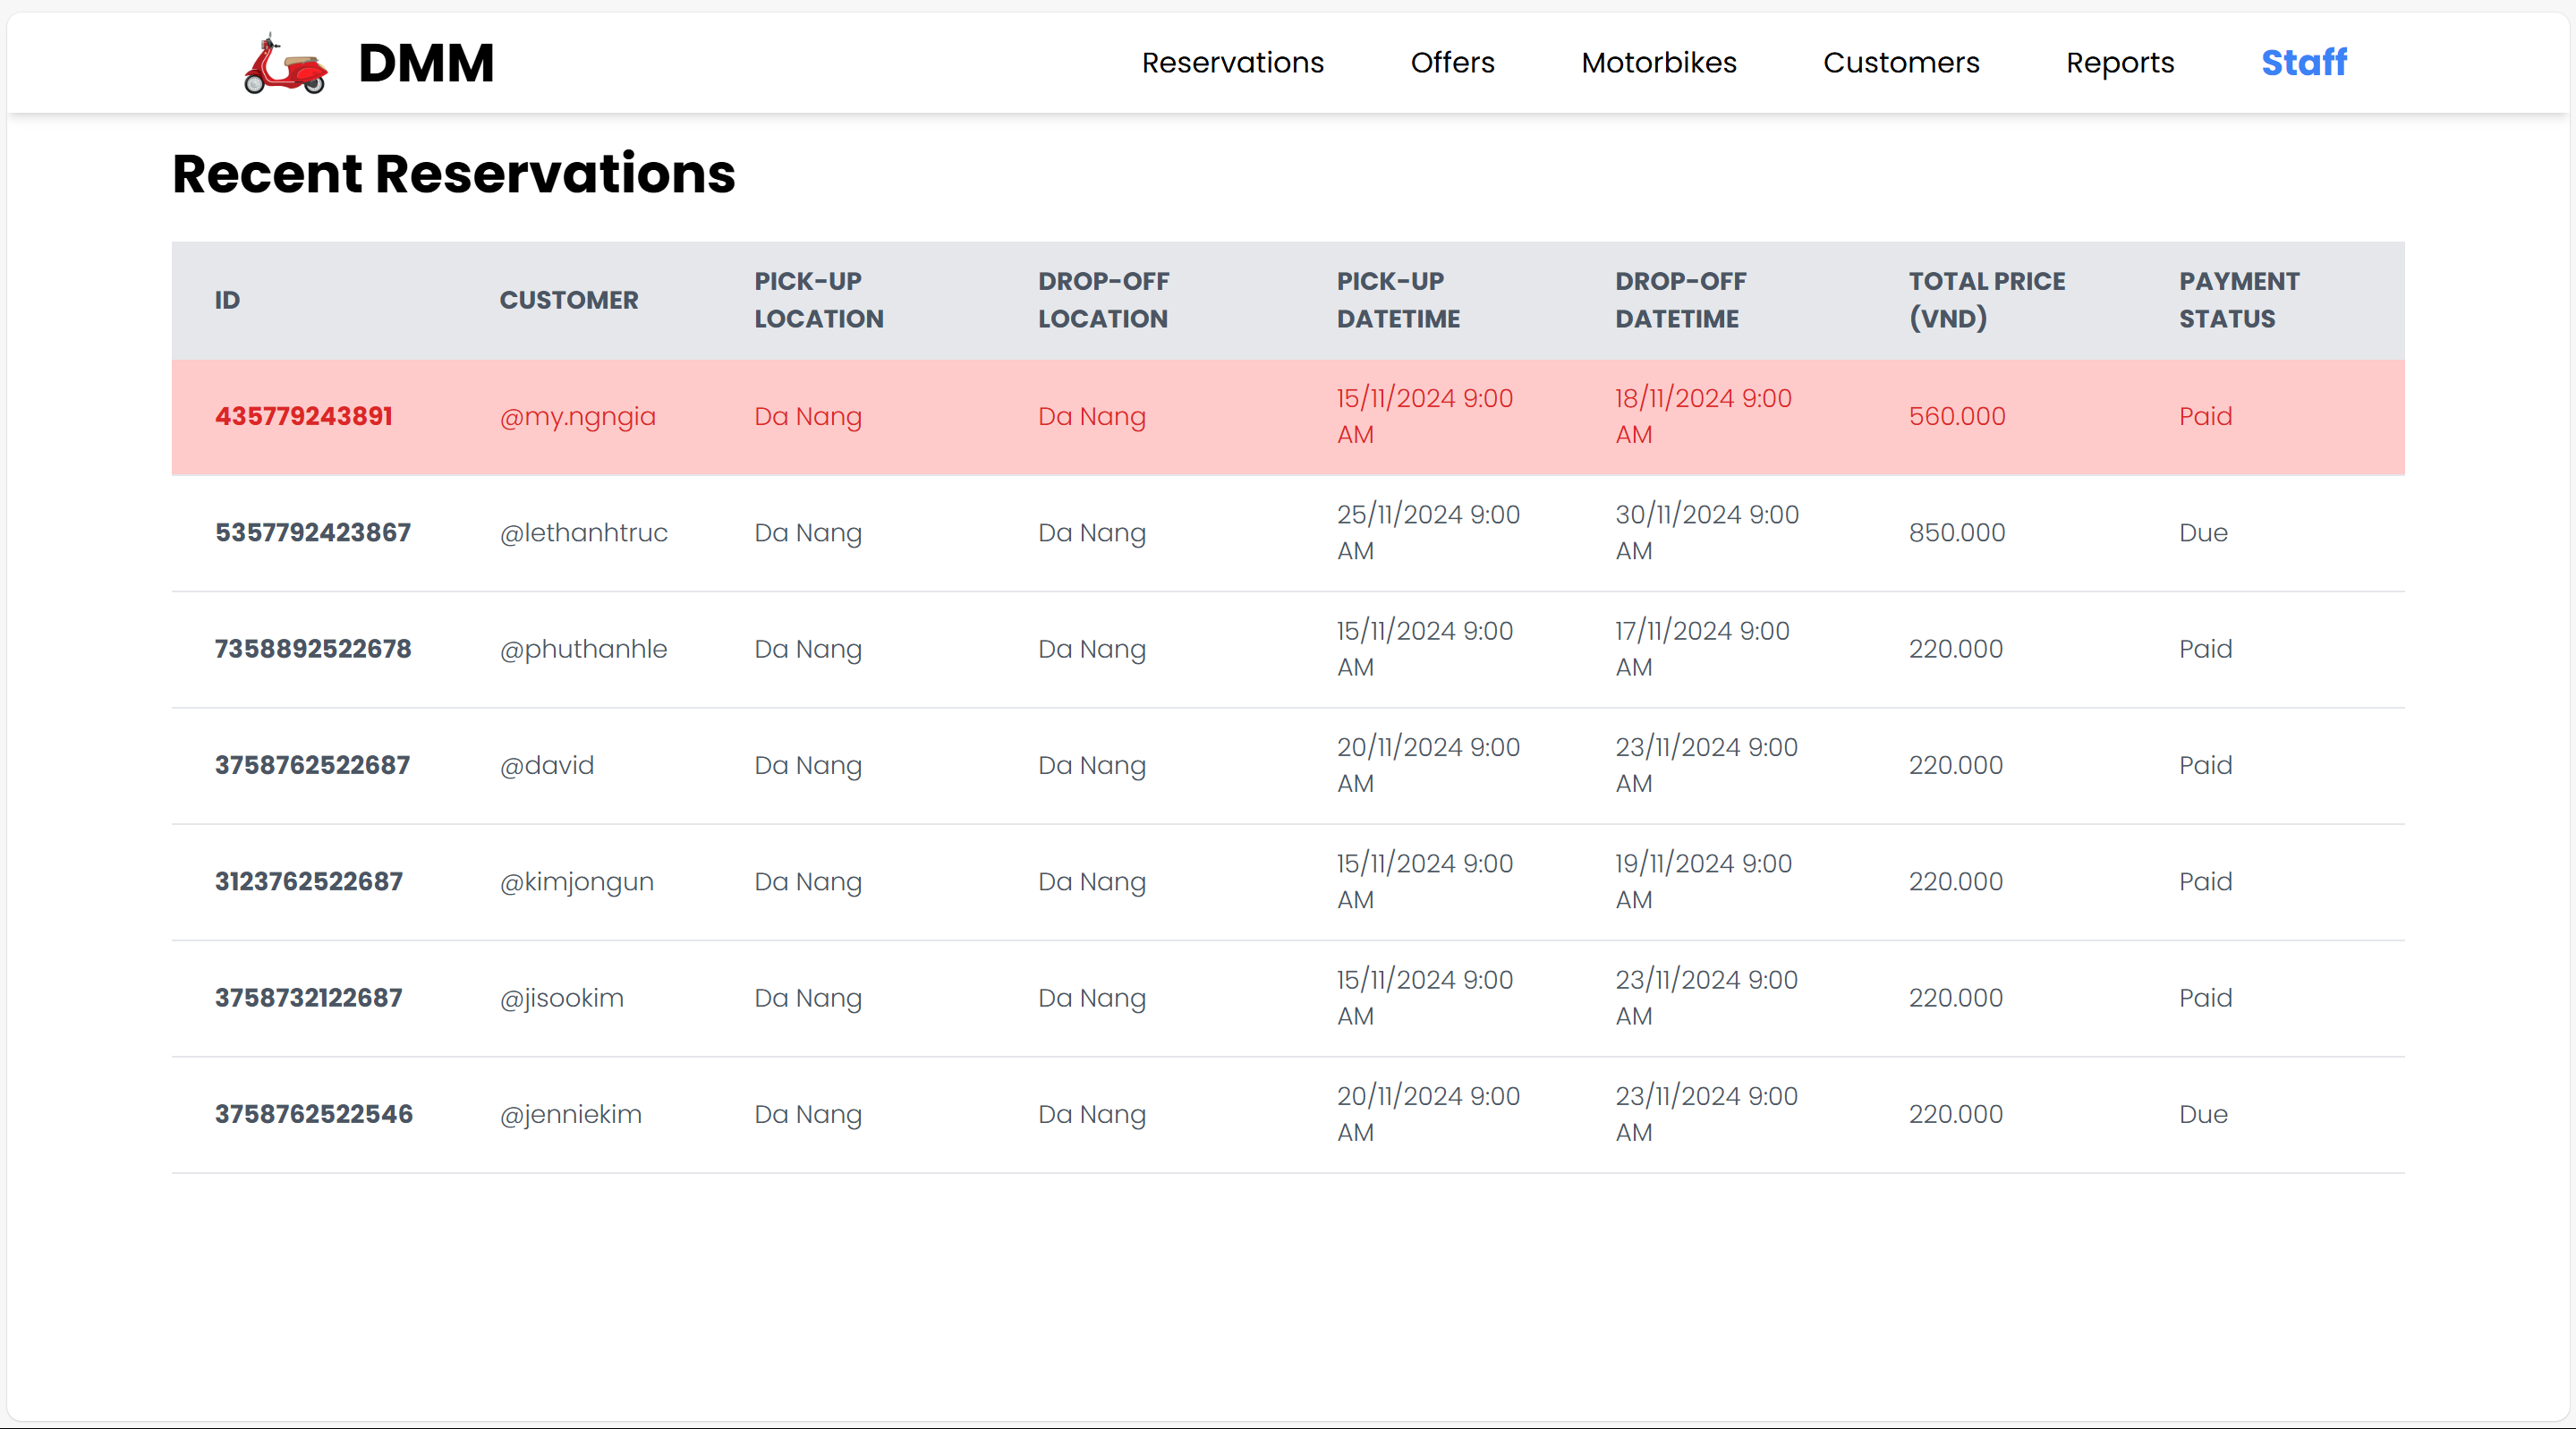 DMM Reservations Offers Motorbikes Customers Reports Staff
Recent Reservations
ID CUSTOMER PICK-UP LOCATION DROP-OFF LOCATION PICK-UP DATETIME DROP-OFF DATETIME TOTAL PRICE (VND) PAYMENT STATUS
435779243891 @my.ngngia Da Nang Da Nang 15/11/2024 9:00 AM 18/11/2024 9:00 AM 560.000 Paid
5357792423867 @lethanhtruc Da Nang Da Nang 25/11/2024 9:00 AM 30/11/2024 9:00 AM 850.000 Due
7358892522678 @phuthanhle Da Nang Da Nang 15/11/2024 9:00 AM 17/11/2024 9:00 AM 220.000 Paid
3758762522687 @david Da Nang Da Nang 20/11/2024 9:00 AM 23/11/2024 9:00 AM 220.000 Paid
3123762522687 @kimjongun Da Nang Da Nang 15/11/2024 9:00 AM 19/11/2024 9:00 AM 220.000 Paid
3758732122687 @jisookim Da Nang Da Nang 15/11/2024 9:00 AM 23/11/2024 9:00 AM 220.000 Paid
3758762522546 @jenniekim Da Nang Da Nang 20/11/2024 9:00 AM 23/11/2024 9:00 AM 220.000 Due